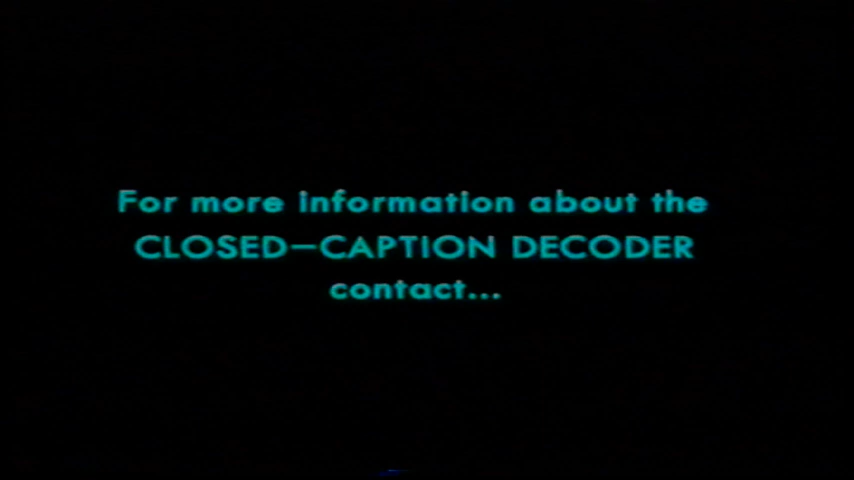 For more information about the
CLOSED–CAPTION DECODER
contact...